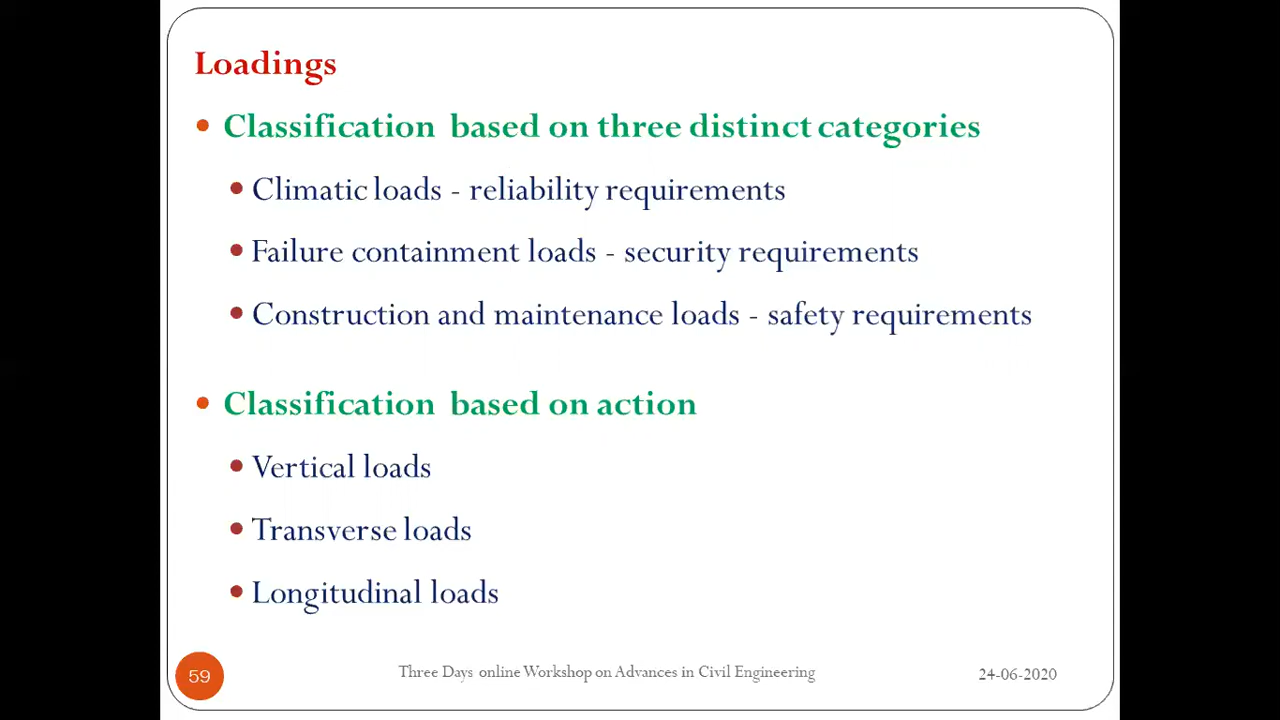 Loadings
Classification based on three distinct categories
Climatic loads - reliability requirements
Failure containment loads - security requirements
Construction and maintenance loads - safety requirements
Classification based on action
Vertical loads
Transverse loads
Longitudinal loads
59
Three Days online Workshop on Advances in Civil Engineering
24-06-2020